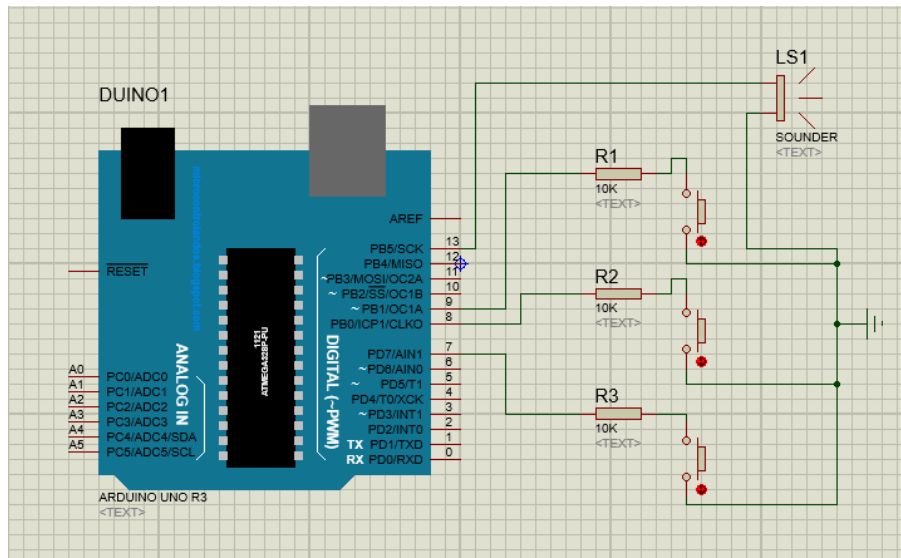 LS1
DUINO1
SOUNDER
<TEXT>
R1
10K
<TEXT>
AREF
PB5/SCK 13
RESET
PB4/MISO 12
~PB3/MOSI/OC2A 11
~ PB2/SS/OC1B 10
~ PB1/OC1A 9
PB0/ICP1/CLKO 8
R2
10K
<TEXT>
1121
ATMEGA328P-PU
DIGITAL (~PWM)
ANALOG IN
PD7/AIN1 7
~ PD6/AIN0 6
~ PD5/T1 5
PD4/T0/XCK 4
~ PD3/INT1 3
PD2/INT0 2
TX PD1/TXD 1
RX PD0/RXD 0
A0 PC0/ADC0
A1 PC1/ADC1
A2 PC2/ADC2
A3 PC3/ADC3
A4 PC4/ADC4/SDA
A5 PC5/ADC5/SCL
R3
10K
<TEXT>
ARDUINO UNO R3
<TEXT>